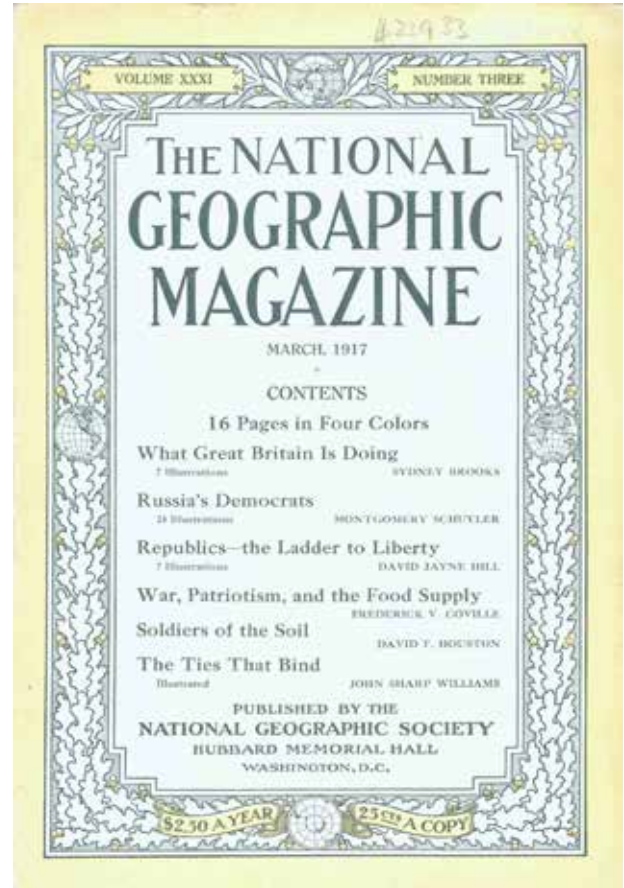 VOLUME XXXI
NUMBER THREE
THE NATIONAL
GEOGRAPHIC
MAGAZINE
MARCH, 1917
CONTENTS
16 Pages in Four Colors
What Great Britain Is Doing
7 Illustrations SYDNEY BROOKS
Russia's Democrats
Illustrations MONTGOMERY SCHUYLER
Republics—the Ladder to Liberty
7 Illustrations DAVID JAYNE HILL
War, Patriotism, and the Food Supply
FREDERICK V. COVILLE
Soldiers of the Soil
DAVID F. HOUSTON
The Ties That Bind
Illustrated JOHN SHARP WILLIAMS
PUBLISHED BY THE
NATIONAL GEOGRAPHIC SOCIETY
HUBBARD MEMORIAL HALL
WASHINGTON, D.C.
$2.50 A YEAR
25 CTS A COPY